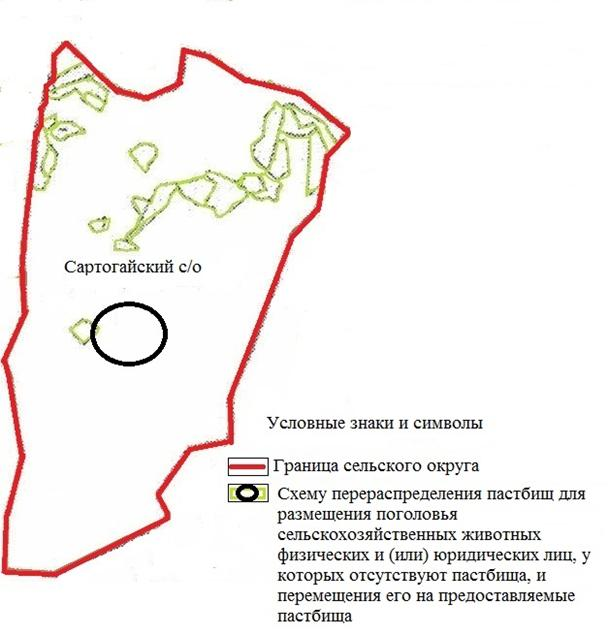 Сартогайский с/о
Условные знаки и символы
Граница сельского округа
Схему перераспределения пастбищ для
размещения поголовья
сельскохозяйственных животных
физических и (или) юридических лиц, у
которых отсутствуют пастбища, и
перемещения его на предоставляемые
пастбища